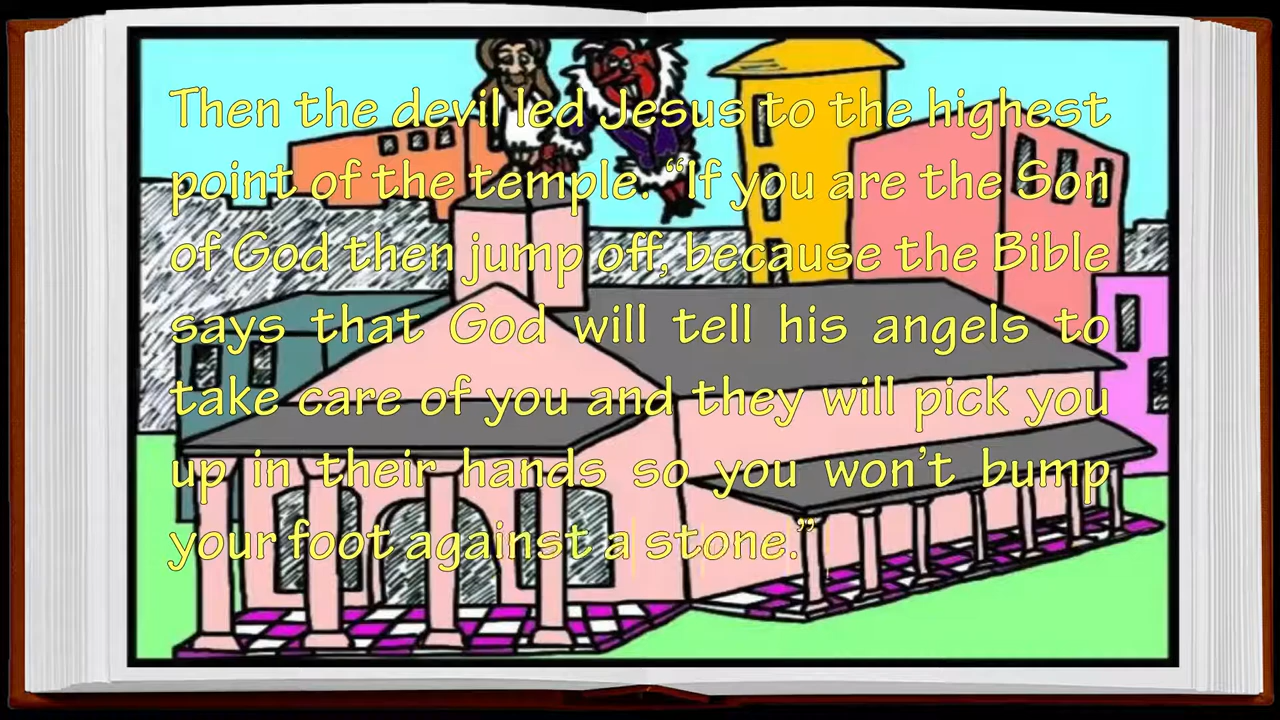 Then the devil led Jesus to the highest
point of the temple. “If you are the Son
of God then jump off, because the Bible
says that God will tell his angels to
take care of you and they will pick you
up in their hands so you won’t bump
your foot against a stone.”